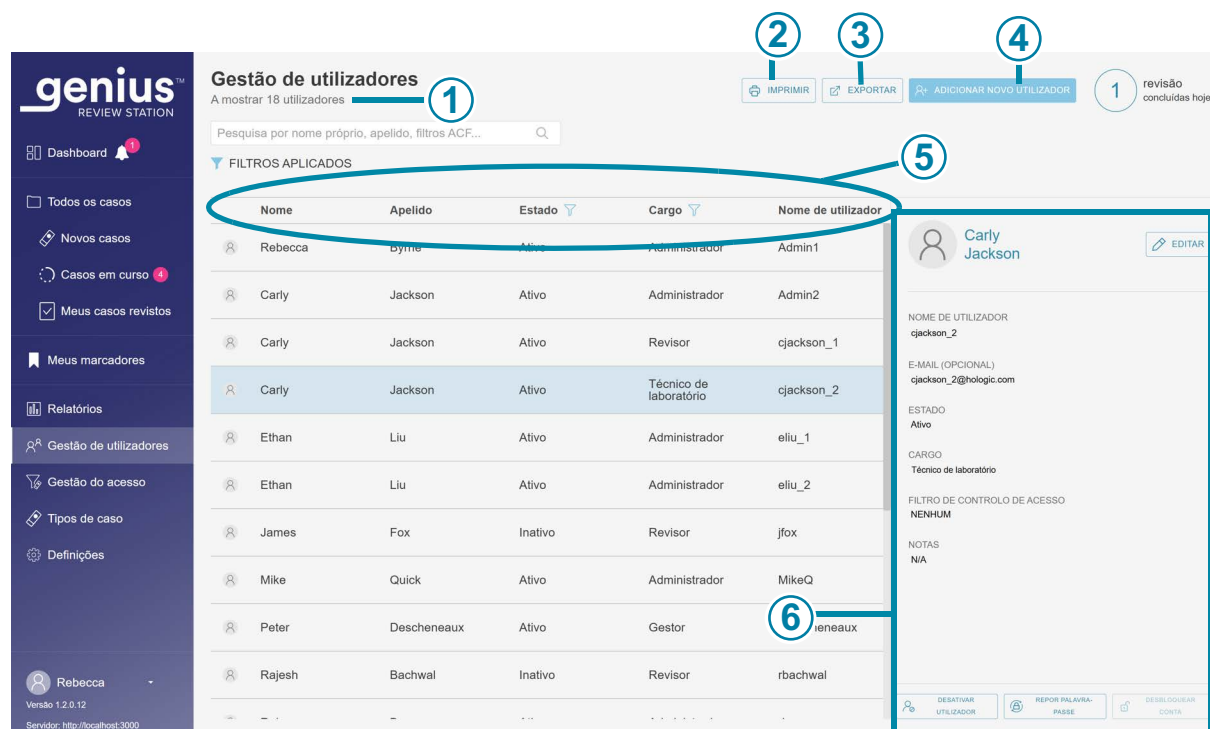 2 3 4
genius™
REVIEW STATION
Dashboard 1
Todos os casos
Novos casos
Casos em curso 4
Meus casos revistos
Meus marcadores
Relatórios
Gestão de utilizadores
Gestão do acesso
Tipos de caso
Definições
Rebecca
Versão 1.2.0.12
Servidor: http://localhost:3000
Gestão de utilizadores
A mostrar 18 utilizadores
1
IMPRIMIR EXPORTAR ADICIONAR NOVO UTILIZADOR
1 revisão
concluídas hoje
Pesquisa por nome próprio, apelido, filtros ACF...
FILTROS APLICADOS
5
Nome Apelido Estado Cargo Nome de utilizador
Rebecca Byrne Ativo Administrador Admin1
Carly Jackson Ativo Administrador Admin2
Carly Jackson Ativo Revisor cjackson_1
Carly Jackson Ativo Técnico de
laboratório cjackson_2
Ethan Liu Ativo Administrador eliu_1
Ethan Liu Ativo Administrador eliu_2
James Fox Inativo Revisor jfox
Mike Quick Ativo Administrador MikeQ
Peter Descheneaux Ativo Gestor
Rajesh Bachwal Inativo Revisor rbachwal
6
Carly
Jackson
EDITAR
NOME DE UTILIZADOR
cjackson_2
E-MAIL (OPCIONAL)
cjackson_2@hologic.com
ESTADO
Ativo
CARGO
Técnico de laboratório
FILTRO DE CONTROLO DE ACESSO
NENHUM
NOTAS
N/A
DESATIVAR
UTILIZADOR
REPOR PALAVRA-
PASSE
DESBLOQUEAR
CONTA